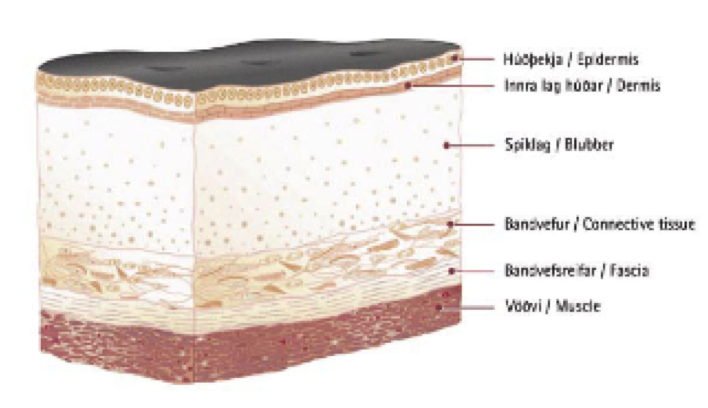 Húðþekja / Epidermis
Innra lag húðar / Dermis
Spiklag / Blubber
Bandvefur / Connective tissue
Bandvefsreifar / Fascia
Vöðvi / Muscle